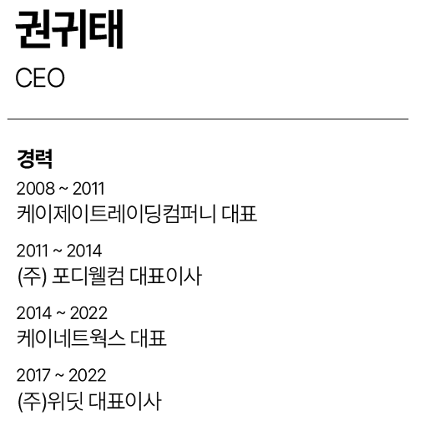 권귀태
CEO
경력
2008 ~ 2011
케이제이트레이딩컴퍼니 대표
2011 ~ 2014
(주) 포디웰컴 대표이사
2014 ~ 2022
케이네트웍스 대표
2017 ~ 2022
(주)위딧 대표이사